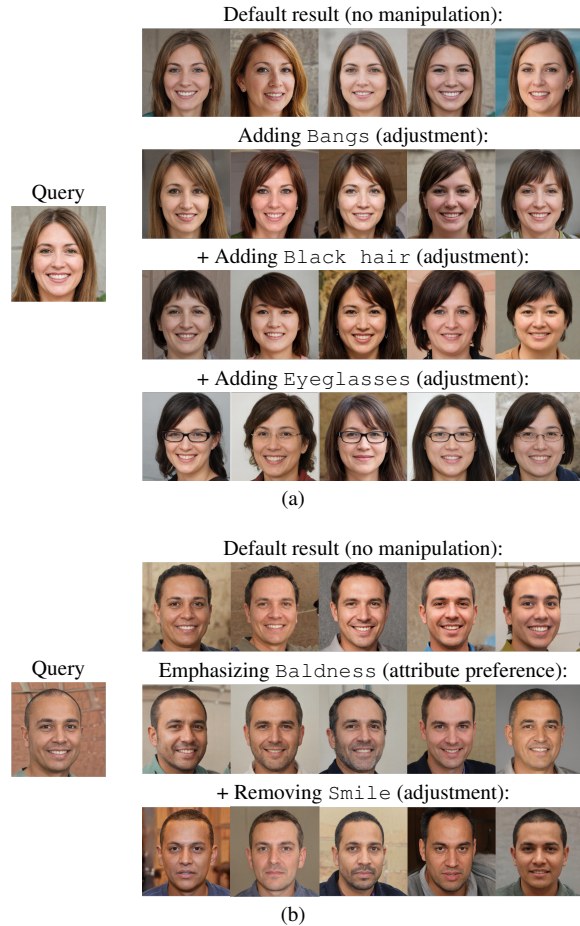 Default result (no manipulation):
Adding Bangs (adjustment):
Query
+ Adding Black hair (adjustment):
+ Adding Eyeglasses (adjustment):
(a)
Default result (no manipulation):
Query
Emphasizing Baldness (attribute preference):
+ Removing Smile (adjustment):
(b)